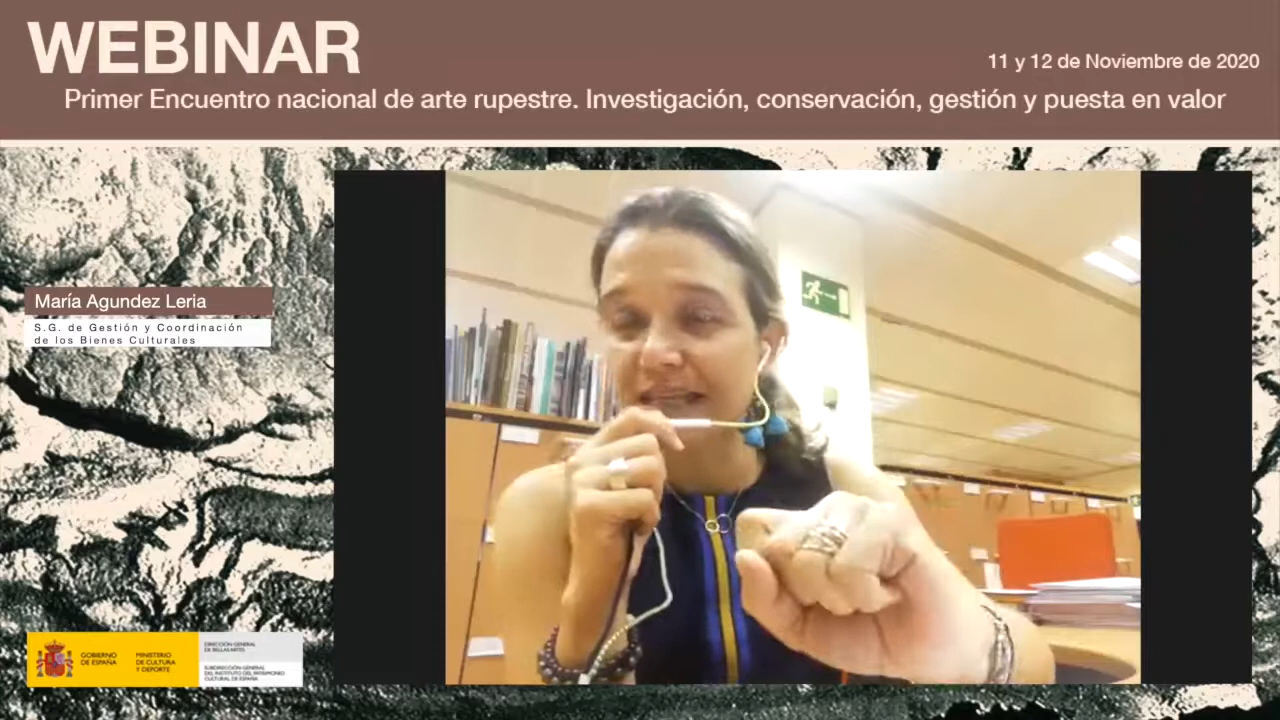 WEBINAR
11 y 12 de Noviembre de 2020
Primer Encuentro nacional de arte rupestre. Investigación, conservación, gestión y puesta en valor
María Agundez Leria
S.G. de Gestión y Coordinación
de los Bienes Culturales
GOBIERNO
DE ESPAÑA
MINISTERIO
DE CULTURA
Y DEPORTE
DIRECCIÓN GENERAL
DE BELLAS ARTES
SUBDIRECCIÓN GENERAL
DEL INSTITUTO DEL PATRIMONIO
CULTURAL DE ESPAÑA